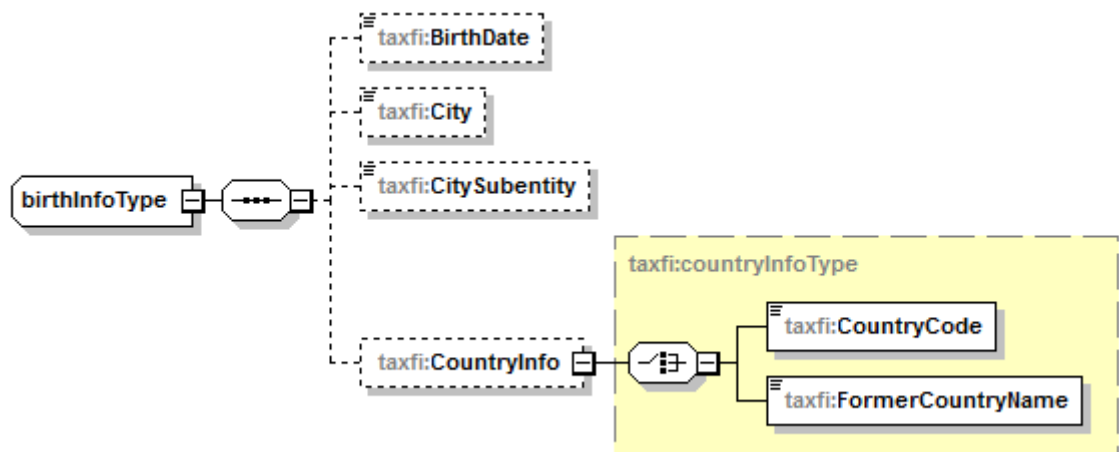 taxfi:BirthDate
taxfi:City
taxfi:CitySubentity
birthInfoType
taxfi:countryInfoType
taxfi:CountryCode
taxfi:CountryInfo
taxfi:FormerCountryName